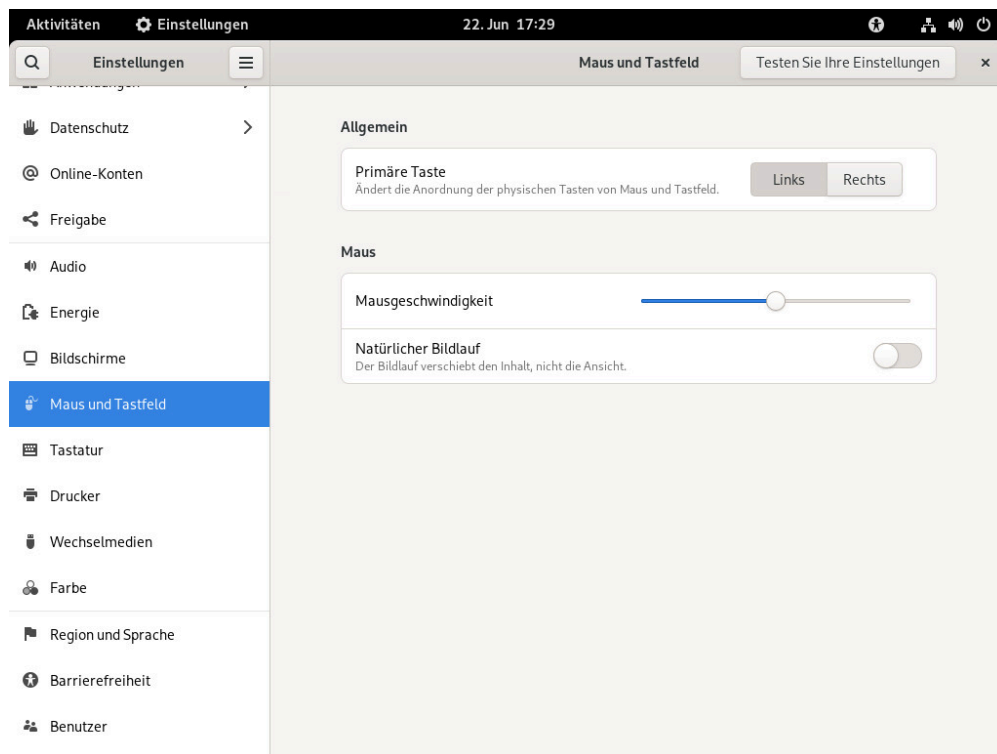 Aktivitäten Einstellungen 22. Jun 17:29
Einstellungen Maus und Tastfeld Testen Sie Ihre Einstellungen
Datenschutz
Online-Konten
Freigabe
Audio
Energie
Bildschirme
Maus und Tastfeld
Tastatur
Drucker
Wechselmedien
Farbe
Region und Sprache
Barrierefreiheit
Benutzer
Allgemein
Primäre Taste
Ändert die Anordnung der physischen Tasten von Maus und Tastfeld.
Links Rechts
Maus
Mausgeschwindigkeit
Natürlicher Bildlauf
Der Bildlauf verschiebt den Inhalt, nicht die Ansicht.